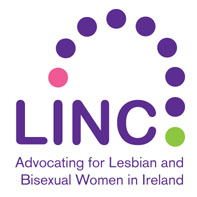 LINC
Advocating for Lesbian and
Bisexual Women in Ireland